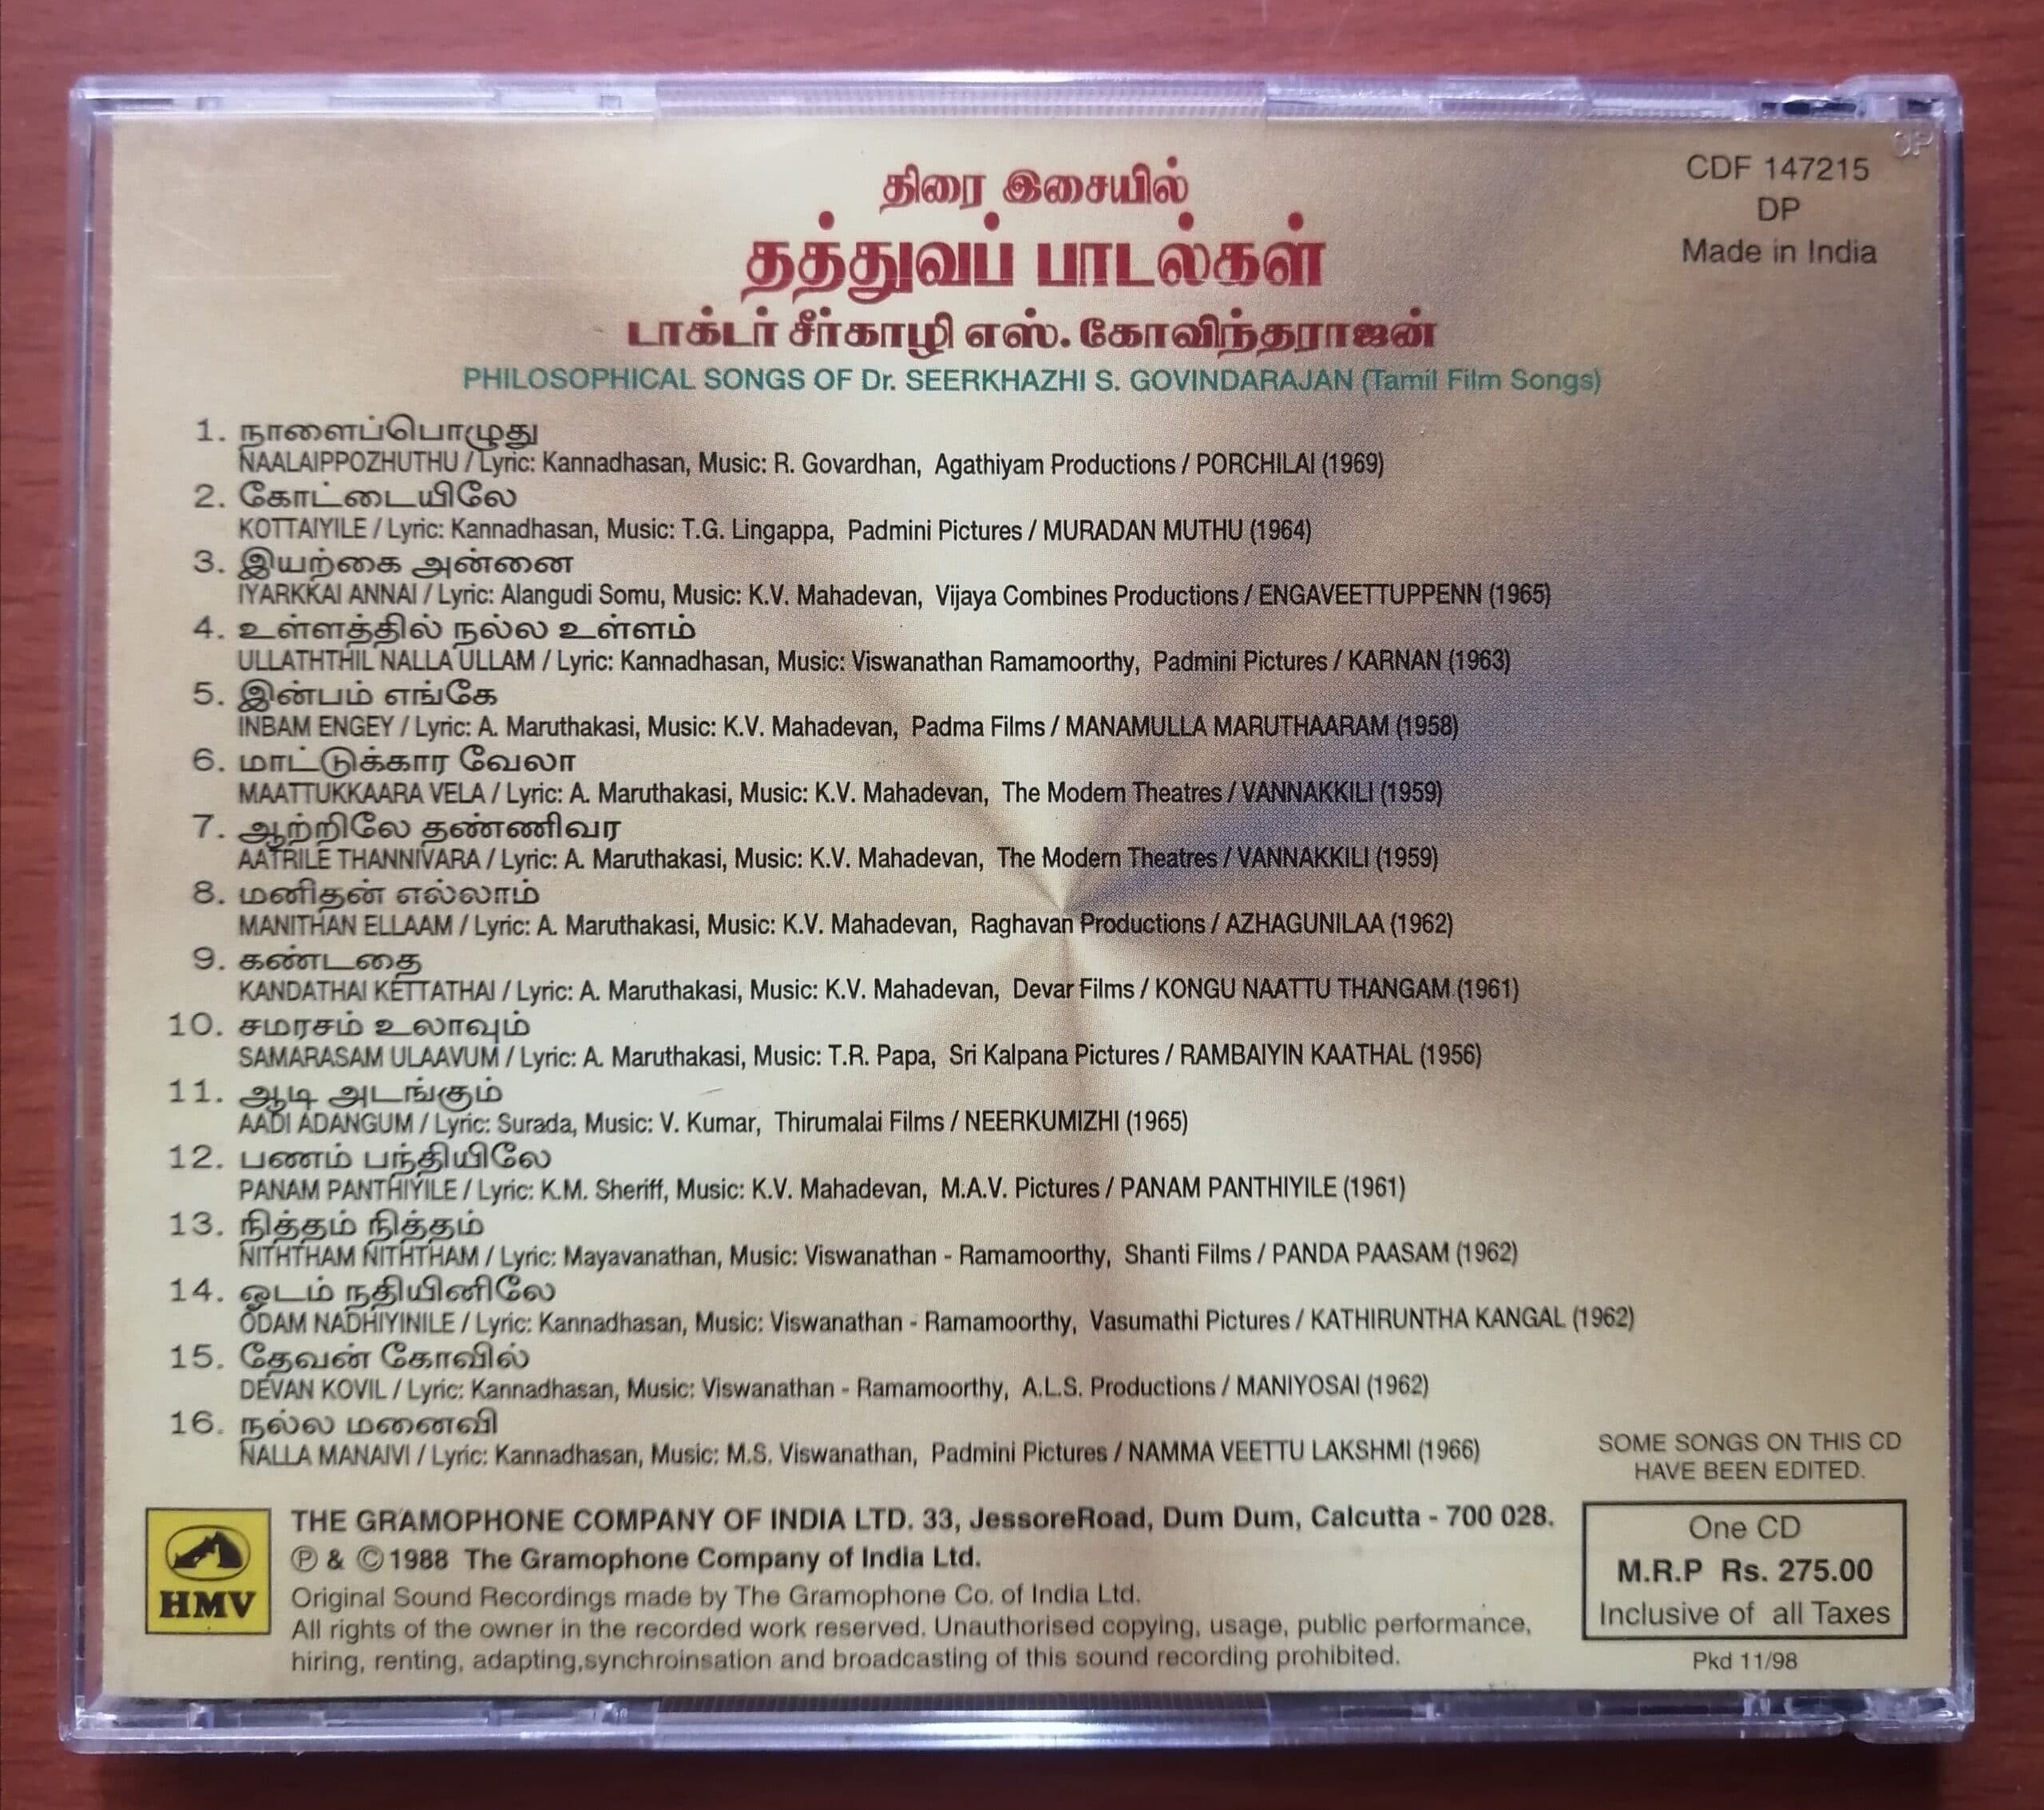 திரை இசையில்
தத்துவப் பாடல்கள்
டாக்டர் சீர்காழி எஸ். கோவிந்தராஜன்
PHILOSOPHICAL SONGS OF Dr. SEERKHAZHI S. GOVINDARAJAN (Tamil Film Songs)
CDF 147215
DP
Made in India
1. நாளைப்பொழுது
NAALAIPPOZHUTHU / Lyric: Kannadhasan, Music: R. Govardhan, Agathiyam Productions / PORCHILAI (1969)
2. கோட்டையிலே
KOTTAIYILE / Lyric: Kannadhasan, Music: T.G. Lingappa, Padmini Pictures / MURADAN MUTHU (1964)
3. இயற்கை அன்னை
IYARKKAI ANNAI / Lyric: Alangudi Somu, Music: K.V. Mahadevan, Vijaya Combines Productions / ENGAVEETTUPPENN (1965)
4. உள்ளத்தில் நல்ல உள்ளம்
ULLATHTHIL NALLA ULLAM / Lyric: Kannadhasan, Music: Viswanathan Ramamoorthy, Padmini Pictures / KARNAN (1963)
5. இன்பம் எங்கே
INBAM ENGEY / Lyric: A. Maruthakasi, Music: K.V. Mahadevan, Padma Films / MANAMULLA MARUTHAARAM (1958)
6. மாட்டுக்கார வேலா
MAATTUKKAARA VELA / Lyric: A. Maruthakasi, Music: K.V. Mahadevan, The Modern Theatres / VANNAKKILI (1959)
7. ஆற்றிலே தண்ணிவர
AATRILE THANNIVARA / Lyric: A. Maruthakasi, Music: K.V. Mahadevan, The Modern Theatres / VANNAKKILI (1959)
8. மனிதன் எல்லாம்
MANITHAN ELLAAM / Lyric: A. Maruthakasi, Music: K.V. Mahadevan, Raghavan Productions / AZHAGUNILAA (1962)
9. கண்டதை
KANDATHAI KETTATHAI / Lyric: A. Maruthakasi, Music: K.V. Mahadevan, Devar Films / KONGU NAATTU THANGAM (1961)
10. சமரசம் உலாவும்
SAMARASAM ULAAVUM / Lyric: A. Maruthakasi, Music: T.R. Papa, Sri Kalpana Pictures / RAMBAIYIN KAATHAL (1956)
11. ஆடி அடங்கும்
AADI ADANGUM / Lyric: Surada, Music: V. Kumar, Thirumalai Films / NEERKUMIZHI (1965)
12. பணம் பந்தியிலே
PANAM PANTHIYILE / Lyric: K.M. Sheriff, Music: K.V. Mahadevan, M.A.V. Pictures / PANAM PANTHIYILE (1961)
13. நித்தம் நித்தம்
NITHTHAM NITHTHAM / Lyric: Mayavanathan, Music: Viswanathan - Ramamoorthy, Shanti Films / PANDA PAASAM (1962)
14. ஓடம் நதியினிலே
ODAM NADHIYINILE / Lyric: Kannadhasan, Music: Viswanathan - Ramamoorthy, Vasumathi Pictures / KATHIRUNTHA KANGAL (1962)
15. தேவன் கோவில்
DEVAN KOVIL / Lyric: Kannadhasan, Music: Viswanathan - Ramamoorthy, A.L.S. Productions / MANIYOSAI (1962)
16. நல்ல மனைவி
NALLA MANAIVI / Lyric: Kannadhasan, Music: M.S. Viswanathan, Padmini Pictures / NAMMA VEETTU LAKSHMI (1966)
SOME SONGS ON THIS CD
HAVE BEEN EDITED.
HMV
THE GRAMOPHONE COMPANY OF INDIA LTD. 33, JessoreRoad, Dum Dum, Calcutta - 700 028.
Ⓟ & © 1988 The Gramophone Company of India Ltd.
Original Sound Recordings made by The Gramophone Co. of India Ltd.
All rights of the owner in the recorded work reserved. Unauthorised copying, usage, public performance,
hiring, renting, adapting,synchroinsation and broadcasting of this sound recording prohibited.
One CD
M.R.P Rs. 275.00
Inclusive of all Taxes
Pkd 11/98